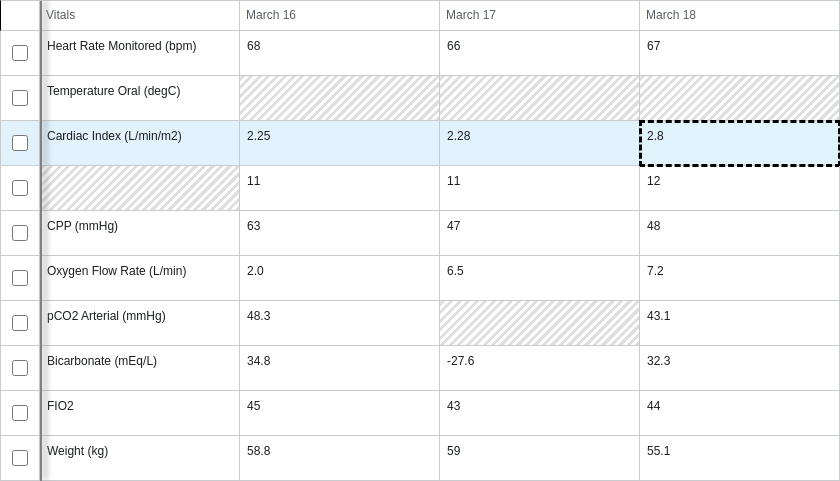 Vitals March 16 March 17 March 18
Heart Rate Monitored (bpm) 68 66 67
Temperature Oral (degC)
Cardiac Index (L/min/m2) 2.25 2.28 2.8
11 11 12
CPP (mmHg) 63 47 48
Oxygen Flow Rate (L/min) 2.0 6.5 7.2
pCO2 Arterial (mmHg) 48.3 43.1
Bicarbonate (mEq/L) 34.8 -27.6 32.3
FIO2 45 43 44
Weight (kg) 58.8 59 55.1